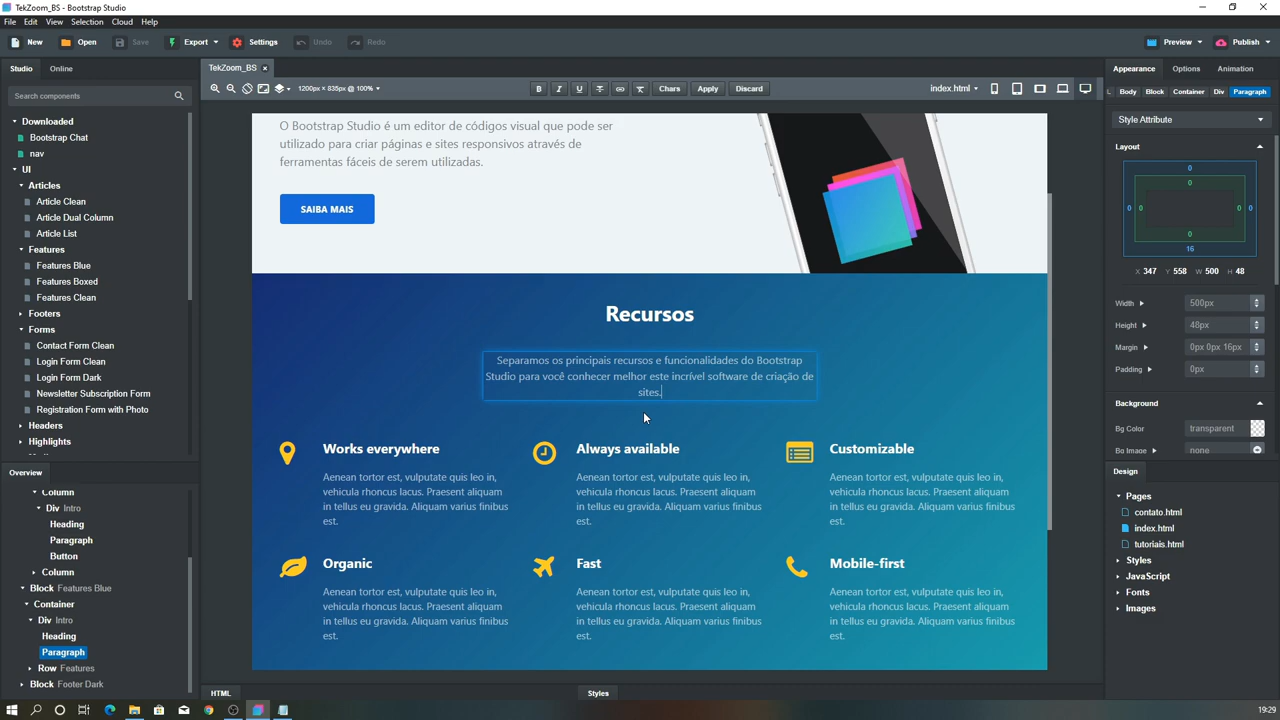 TekZoom_BS - Bootstrap Studio
File Edit View Selection Cloud Help
New Open Save Export Settings Undo Redo Preview Publish
Studio Online
TekZoom_BS
Appearance Options Animation
Search components
1200px × 835px @ 100%
B I U T Chars Apply Discard
index.html
Body Block Container Div Paragraph
Downloaded
Bootstrap Chat
nav
UI
Articles
Article Clean
Article Dual Column
Article List
Features
Features Blue
Features Boxed
Features Clean
Footers
Forms
Contact Form Clean
Login Form Clean
Login Form Dark
Newsletter Subscription Form
Registration Form with Photo
Headers
Highlights
Overview
Column
Div Intro
Heading
Paragraph
Button
Column
Block Features Blue
Container
Div Intro
Heading
Paragraph
Row Features
Block Footer Dark
O Bootstrap Studio é um editor de códigos visual que pode ser
utilizado para criar páginas e sites responsivos através de
ferramentas fáceis de serem utilizadas.
SAIBA MAIS
Recursos
Separamos os principais recursos e funcionalidades do Bootstrap
Studio para você conhecer melhor este incrível software de criação de
sites.
Works everywhere
Aenean tortor est, vulputate quis leo in,
vehicula rhoncus lacus. Praesent aliquam
in tellus eu gravida. Aliquam varius finibus
est.
Always available
Aenean tortor est, vulputate quis leo in,
vehicula rhoncus lacus. Praesent aliquam
in tellus eu gravida. Aliquam varius finibus
est.
Customizable
Aenean tortor est, vulputate quis leo in,
vehicula rhoncus lacus. Praesent aliquam
in tellus eu gravida. Aliquam varius finibus
est.
Organic
Aenean tortor est, vulputate quis leo in,
vehicula rhoncus lacus. Praesent aliquam
in tellus eu gravida. Aliquam varius finibus
est.
Fast
Aenean tortor est, vulputate quis leo in,
vehicula rhoncus lacus. Praesent aliquam
in tellus eu gravida. Aliquam varius finibus
est.
Mobile-first
Aenean tortor est, vulputate quis leo in,
vehicula rhoncus lacus. Praesent aliquam
in tellus eu gravida. Aliquam varius finibus
est.
HTML Styles
Style Attribute
Layout
0
0
0 0 0 0
0
16
X 347 Y 558 W 500 H 48
Width 500px
Height 48px
Margin 0px 0px 16px
Padding 0px
Background
Bg Color transparent
Bg Image none
Design
Pages
contato.html
index.html
tutoriais.html
Styles
JavaScript
Fonts
Images
19:29